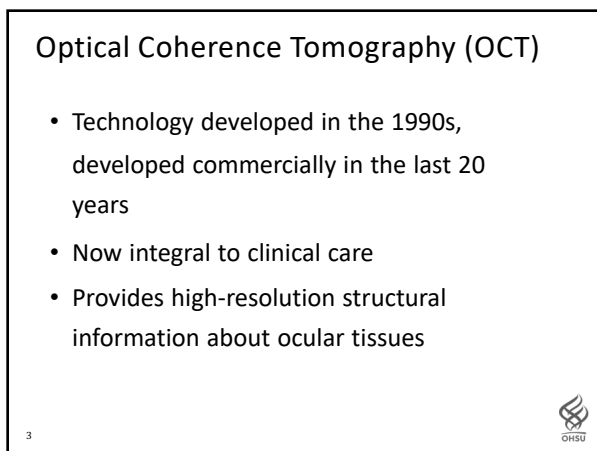 Optical Coherence Tomography (OCT)
• Technology developed in the 1990s,
developed commercially in the last 20
years
• Now integral to clinical care
• Provides high-resolution structural
information about ocular tissues
3
OHSU